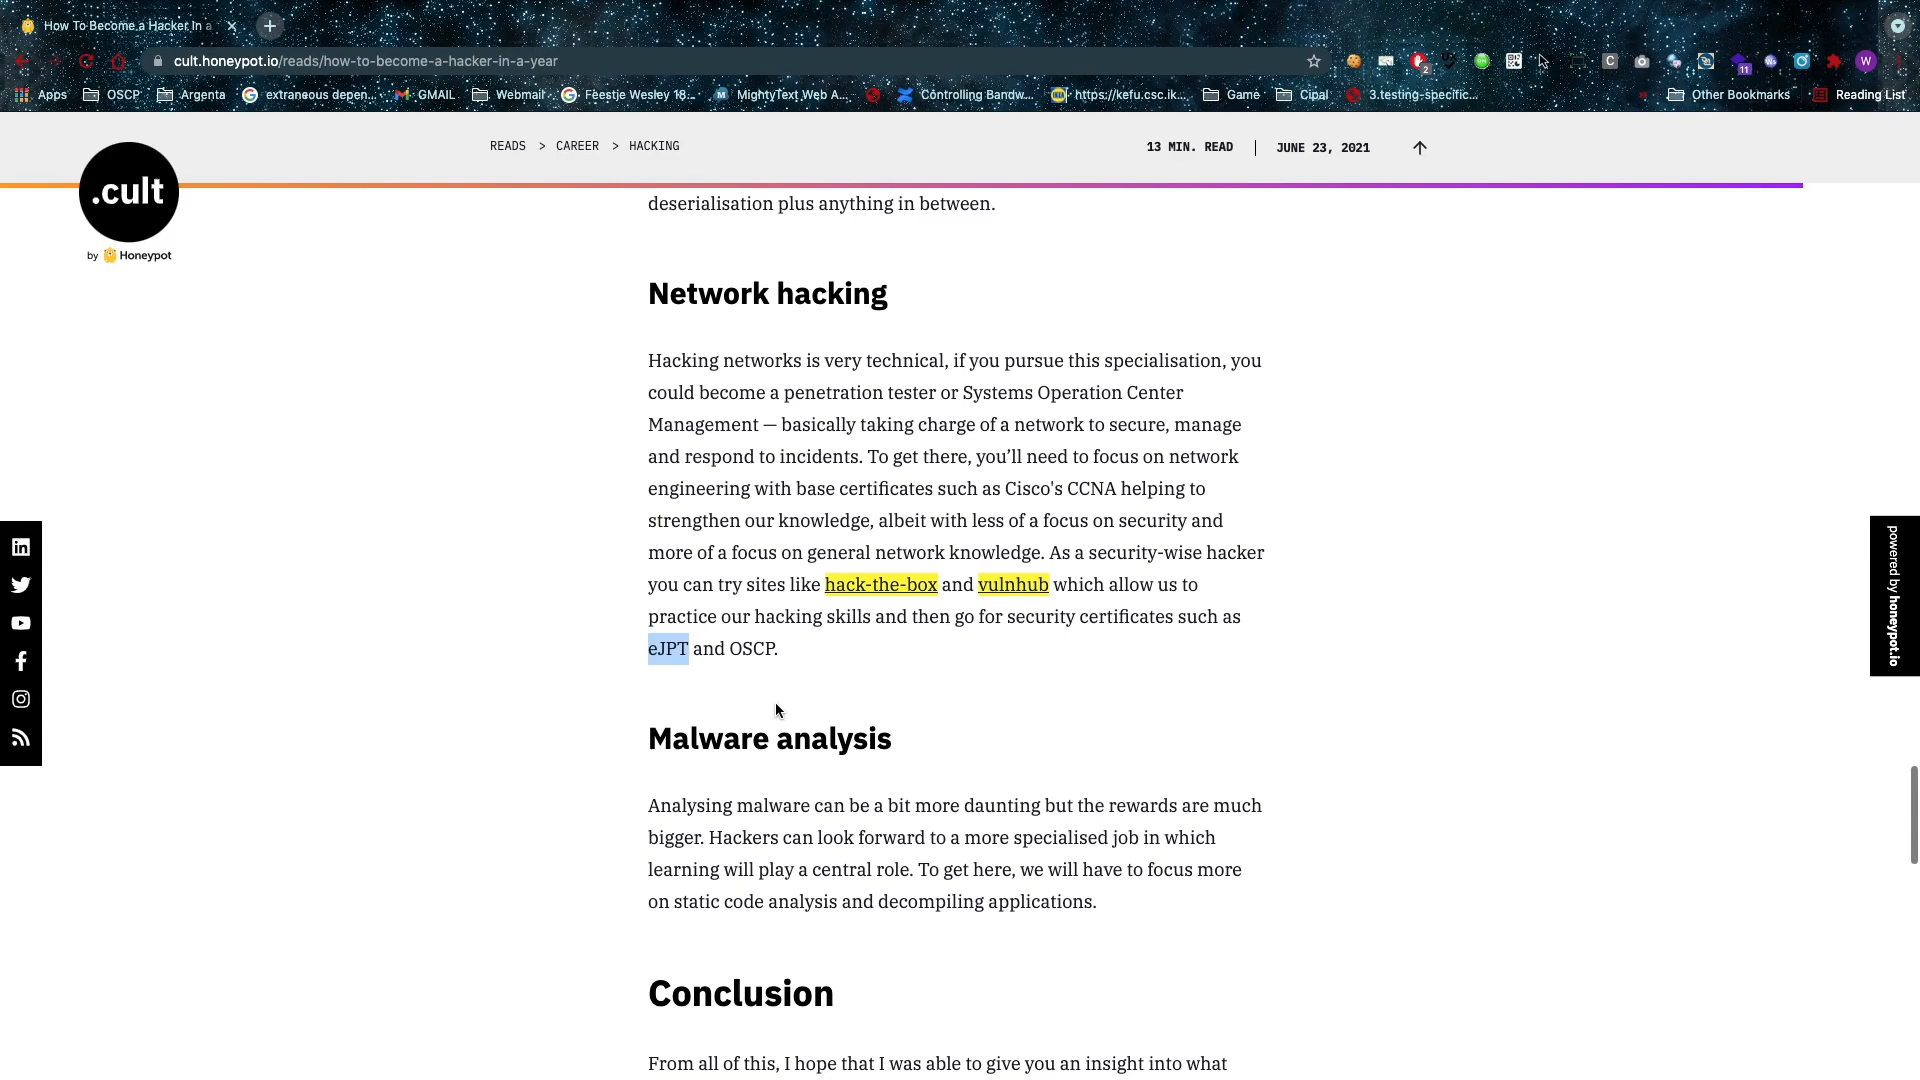 How To Become a Hacker in a
cult.honeypot.io/reads/how-to-become-a-hacker-in-a-year
2
C
11
W
Apps
OSCP
Argenta
extraneous depen...
GMAIL
Webmail
Feestje Wesley 18...
MightyText Web A...
Controlling Bandw...
https://kefu.csc.ik...
Game
Cipal
3.testing-specific...
Other Bookmarks
Reading List
READS > CAREER > HACKING
13 MIN. READ | JUNE 23, 2021
.cult
by Honeypot
deserialisation plus anything in between.
Network hacking
Hacking networks is very technical, if you pursue this specialisation, you
could become a penetration tester or Systems Operation Center
Management — basically taking charge of a network to secure, manage
and respond to incidents. To get there, you’ll need to focus on network
engineering with base certificates such as Cisco's CCNA helping to
strengthen our knowledge, albeit with less of a focus on security and
more of a focus on general network knowledge. As a security-wise hacker
you can try sites like hack-the-box and vulnhub which allow us to
practice our hacking skills and then go for security certificates such as
eJPT and OSCP.
powered by honeypot.io
Malware analysis
Analysing malware can be a bit more daunting but the rewards are much
bigger. Hackers can look forward to a more specialised job in which
learning will play a central role. To get here, we will have to focus more
on static code analysis and decompiling applications.
Conclusion
From all of this, I hope that I was able to give you an insight into what